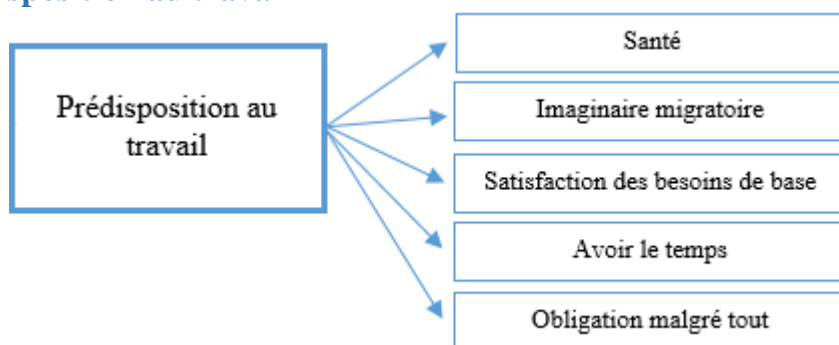 Prédisposition au
travail
Santé
Imaginaire migratoire
Satisfaction des besoins de base
Avoir le temps
Obligation malgré tout